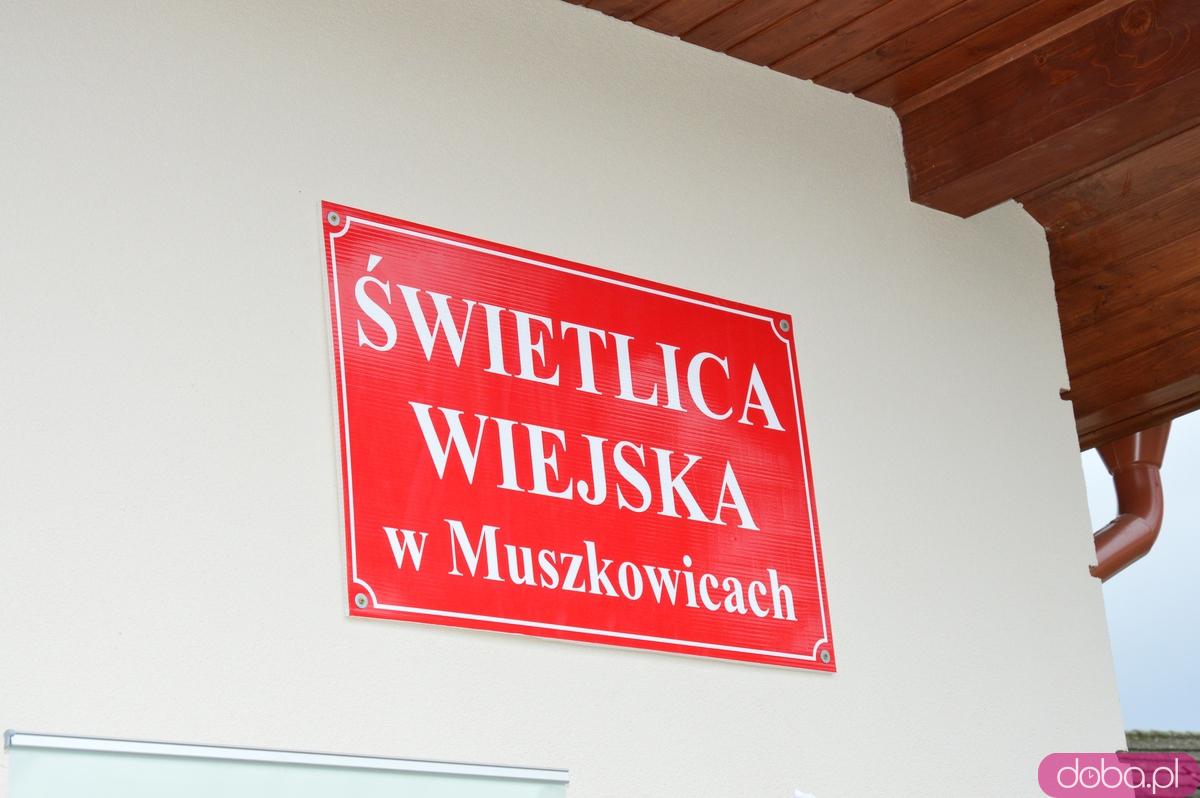 ŚWIETLICA
WIEJSKA
w Muszkowicach
doba.pl